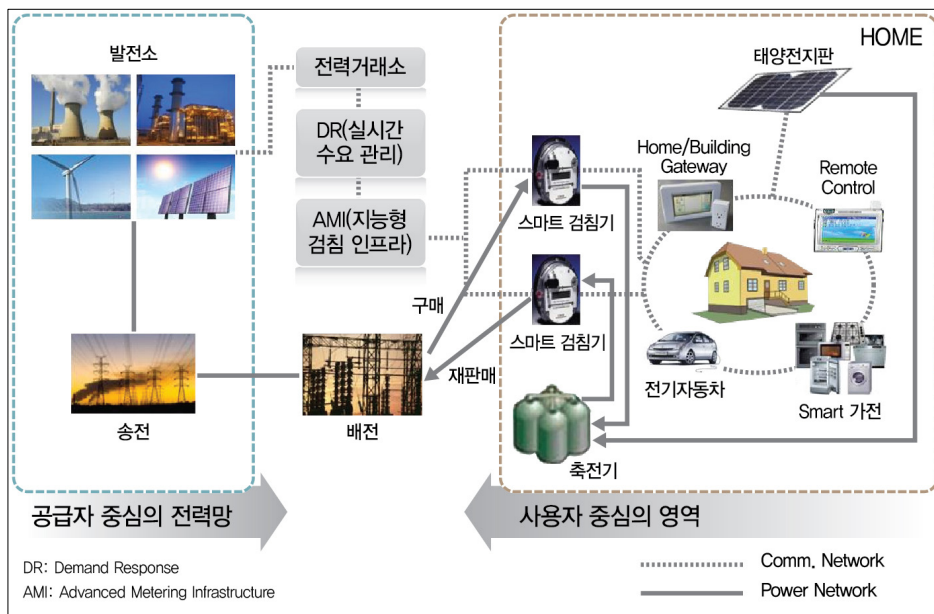 발전소
전력거래소
DR(실시간
수요 관리)
AMI(지능형
검침 인프라)
HOME
태양전지판
Home/Building
Gateway
Remote
Control
스마트 검침기
스마트 검침기
구매
재판매
전기자동차
Smart 가전
송전
배전
축전기
공급자 중심의 전력망
사용자 중심의 영역
DR: Demand Response
AMI: Advanced Metering Infrastructure
Comm. Network
Power Network